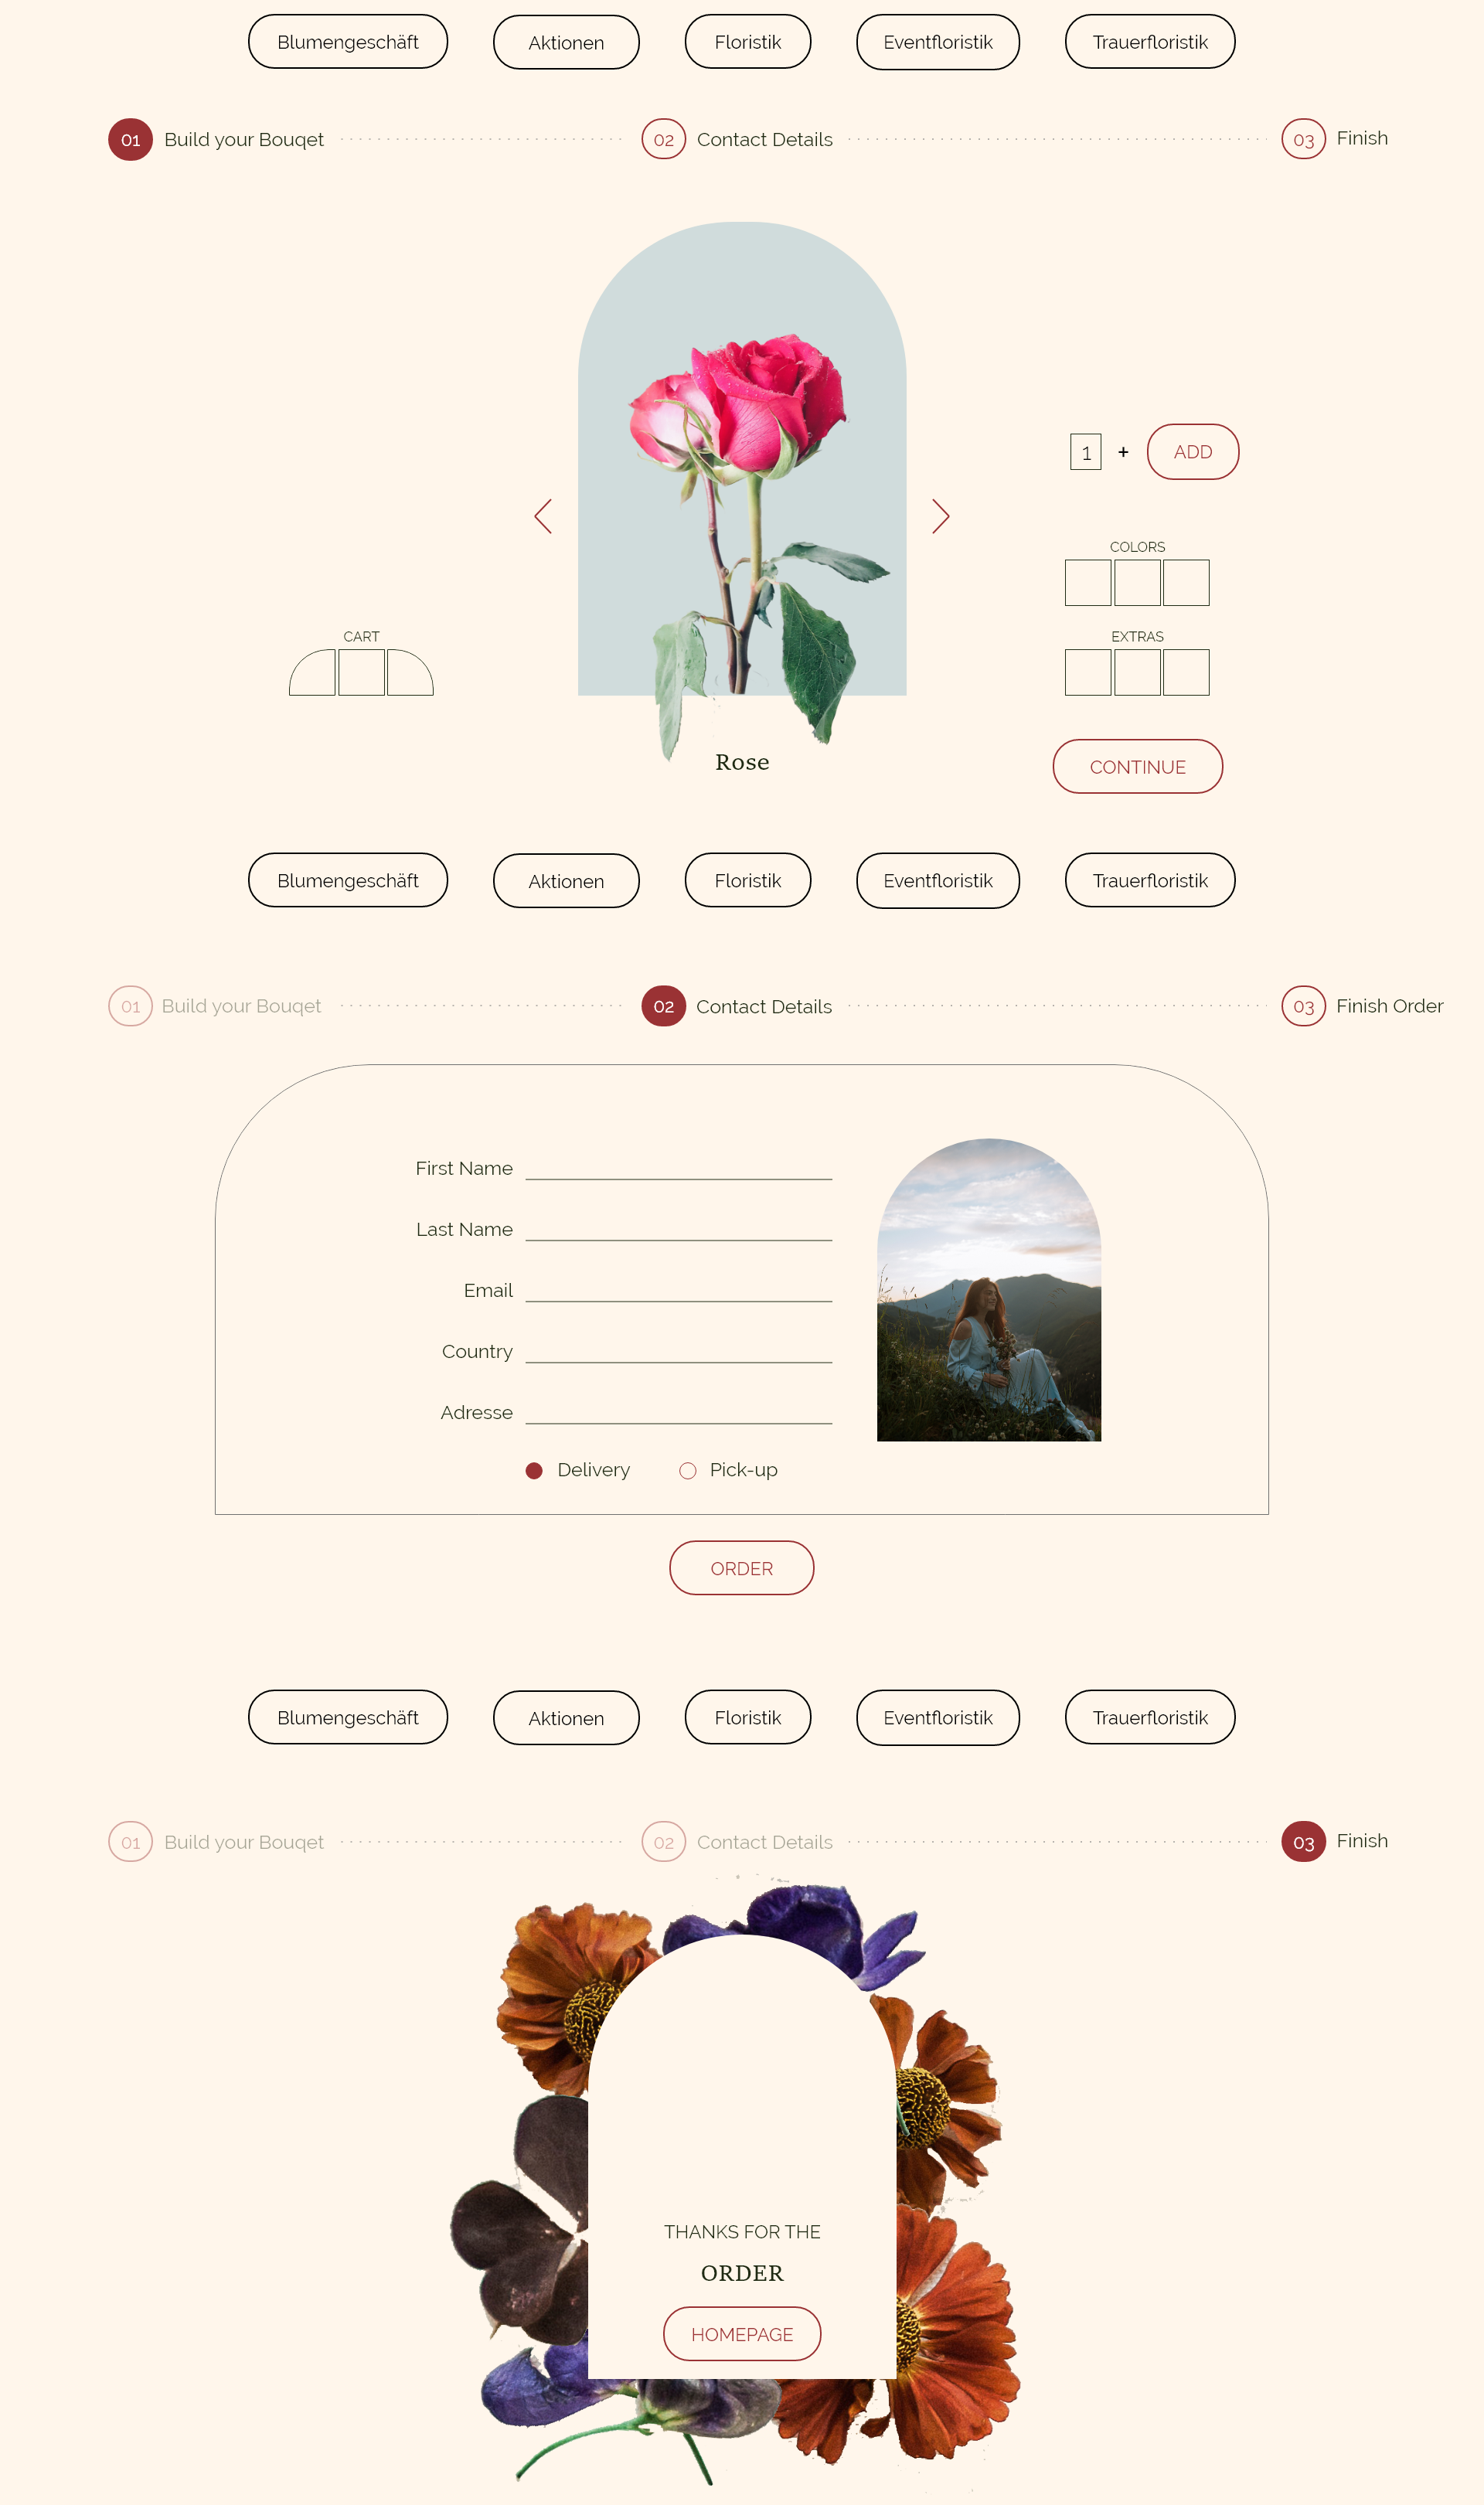 Blumengeschäft Aktionen Floristik Eventfloristik Trauerfloristik
01 Build your Bouqet 02 Contact Details 03 Finish
1 + ADD
COLORS
CART EXTRAS
Rose CONTINUE
Blumengeschäft Aktionen Floristik Eventfloristik Trauerfloristik
01 Build your Bouqet 02 Contact Details 03 Finish Order
First Name
Last Name
Email
Country
Adresse
Delivery Pick-up
ORDER
Blumengeschäft Aktionen Floristik Eventfloristik Trauerfloristik
01 Build your Bouqet 02 Contact Details 03 Finish
THANKS FOR THE
ORDER
HOMEPAGE